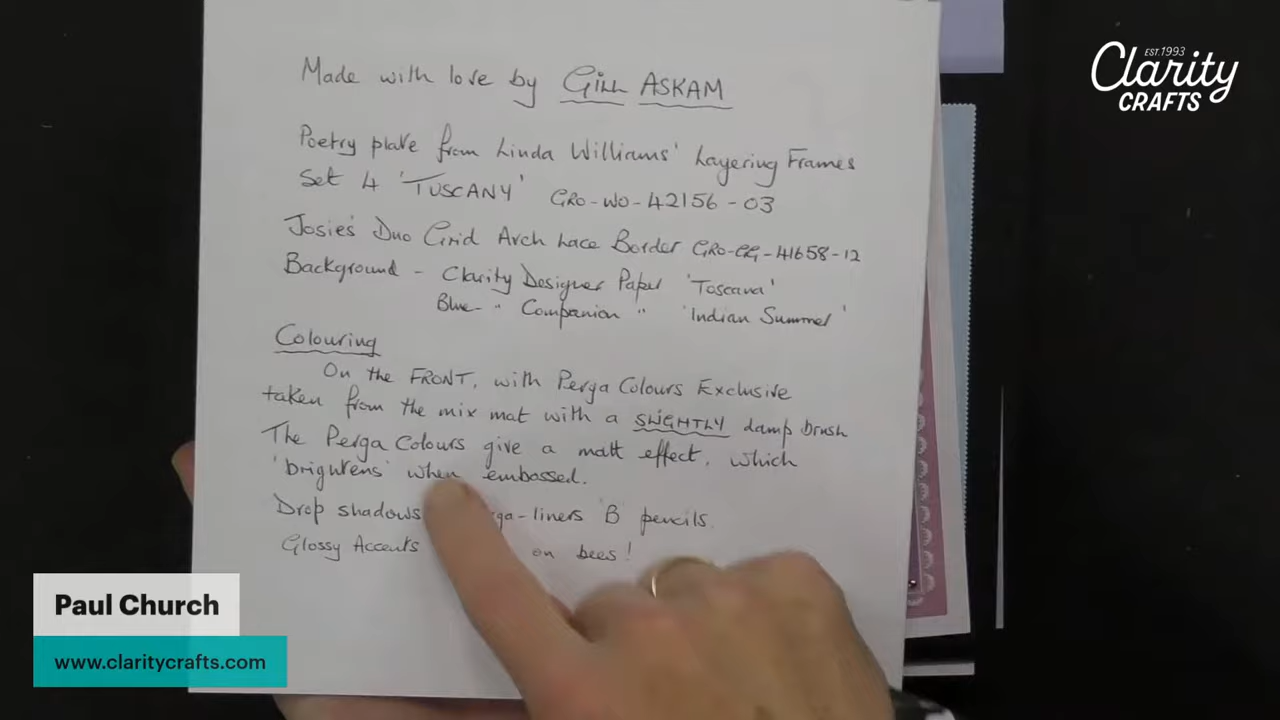 Made with love by GILL ASKAM
Poetry plate from Linda Williams' Layering Frames
Set 4 'TUSCANY' GRO-WO-42156-03
Josie's Duo Grid Arch Lace Border GRO-GG-41658-12
Background - Clarity Designer Paper 'Toscana'
Blue " Companion " 'Indian Summer'
Colouring
On the FRONT, with Perga Colours Exclusive
taken from the mix mat with a SLIGHTLY damp brush
The Perga Colours give a matt effect, which
'brightens' when embossed.
Drop shadows -liners 'B' pencils.
Glossy Accents on bees!
EST.1993
Clarity
CRAFTS
Paul Church
www.claritycrafts.com